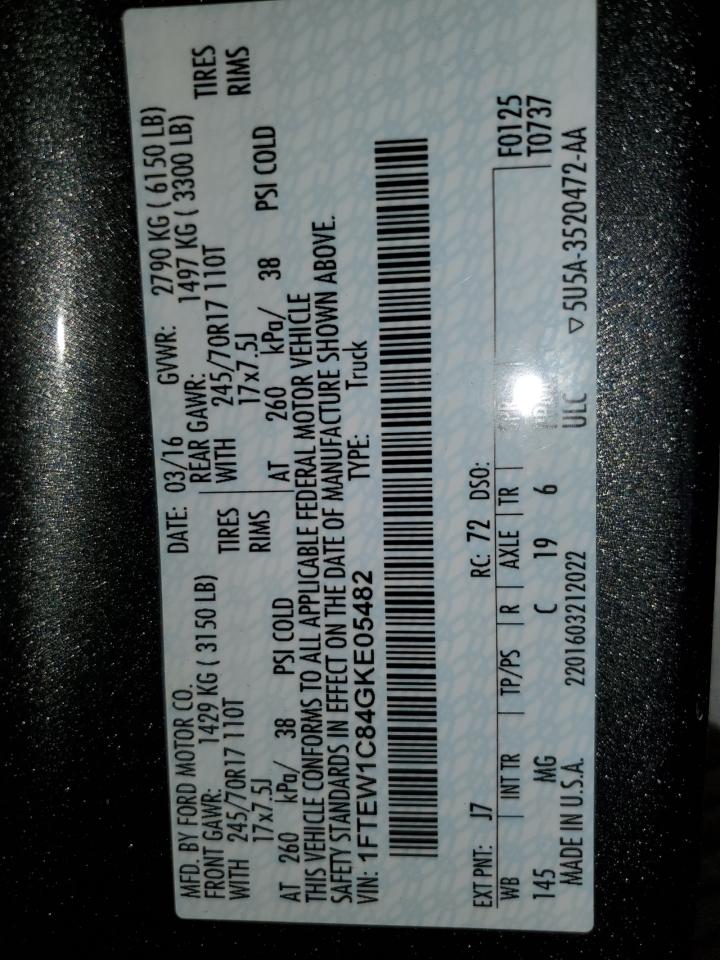 MFD. BY FORD MOTOR CO. DATE: 03/16 GVWR: 2790 KG ( 6150 LB)
FRONT GAWR: 1429 KG ( 3150 LB) REAR GAWR: 1497 KG ( 3300 LB)
WITH 245/70R17 110T TIRES WITH 245/70R17 110T TIRES
17x7.5J RIMS 17x7.5J RIMS
AT 260 kPa/ 38 PSI COLD AT 260 kPa/ 38 PSI COLD
THIS VEHICLE CONFORMS TO ALL APPLICABLE FEDERAL MOTOR VEHICLE
SAFETY STANDARDS IN EFFECT ON THE DATE OF MANUFACTURE SHOWN ABOVE.
VIN: 1FTEW1C84GKE05482 TYPE: Truck
EXT PNT: J7 RC: 72 DSO: F0125
WB INT TR TP/PS R AXLE TR T0737
145 MG C 19 6 ULC
MADE IN U.S.A. 2201603212022 ▽ 5U5A-3520472-AA